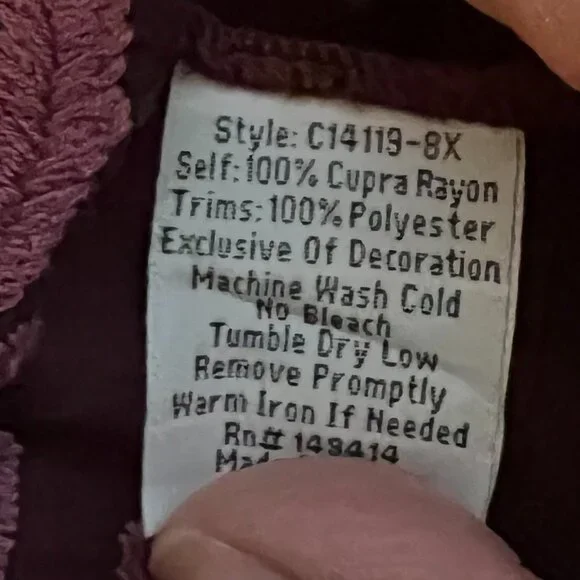 Style: C14119-8X
Self: 100% Cupra Rayon
Trims: 100% Polyester
Exclusive Of Decoration
Machine Wash Cold
No Bleach
Tumble Dry Low
Remove Promptly
Warm Iron If Needed
Rn# 149414